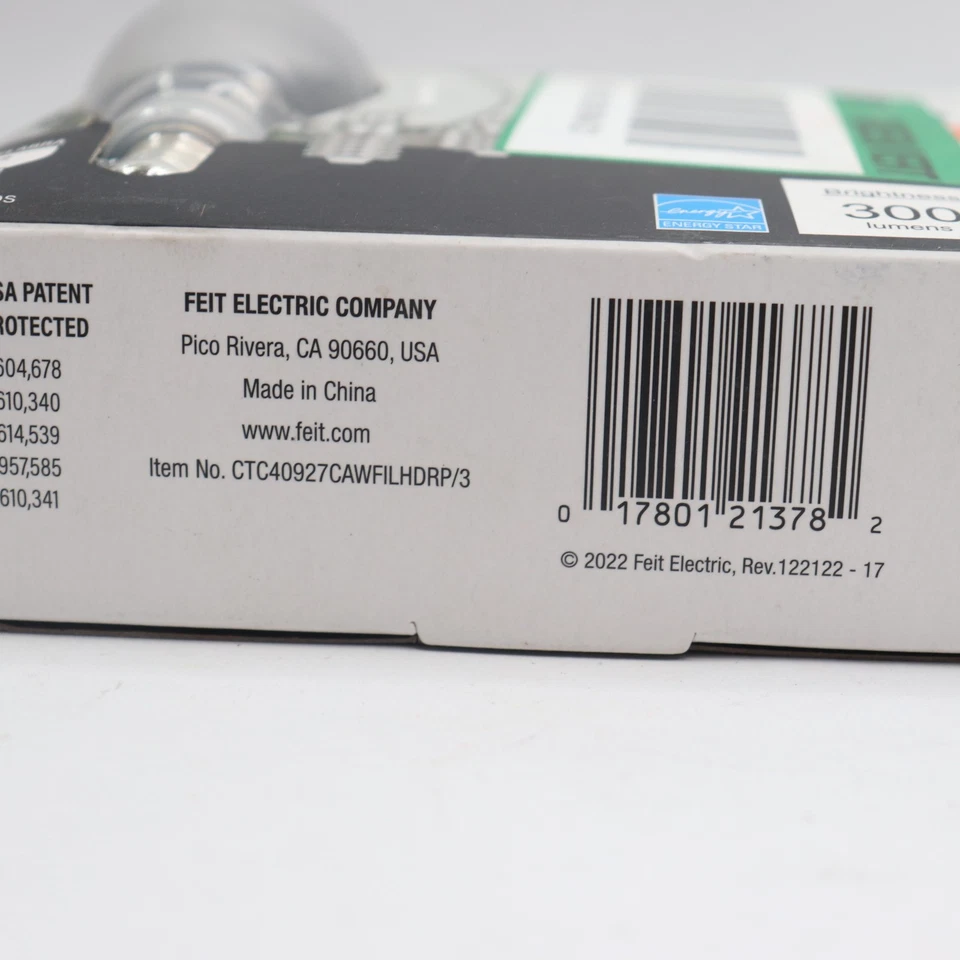 Brightness
300
lumens
energy
ENERGY STAR
SA PATENT
ROTECTED
604,678
610,340
614,539
957,585
610,341
FEIT ELECTRIC COMPANY
Pico Rivera, CA 90660, USA
Made in China
www.feit.com
Item No. CTC40927CAWFILHDRP/3
0 17801 21378 2
© 2022 Feit Electric, Rev.122122 - 17